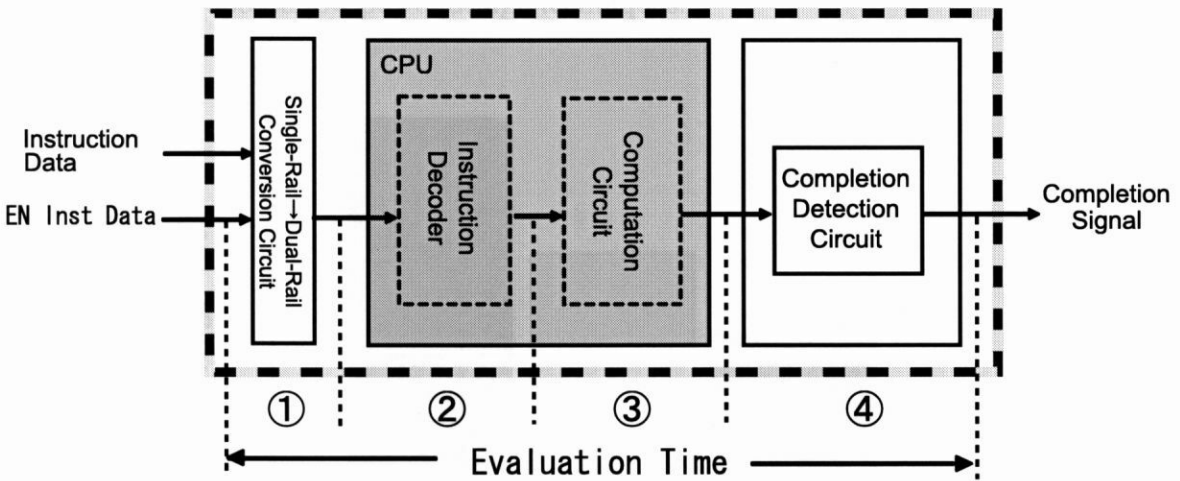 CPU
Instruction
Data
EN Inst Data
Single-Rail→Dual-Rail
Conversion Circuit
Instruction
Decoder
Computation
Circuit
Completion
Detection
Circuit
Completion
Signal
① ② ③ ④
Evaluation Time